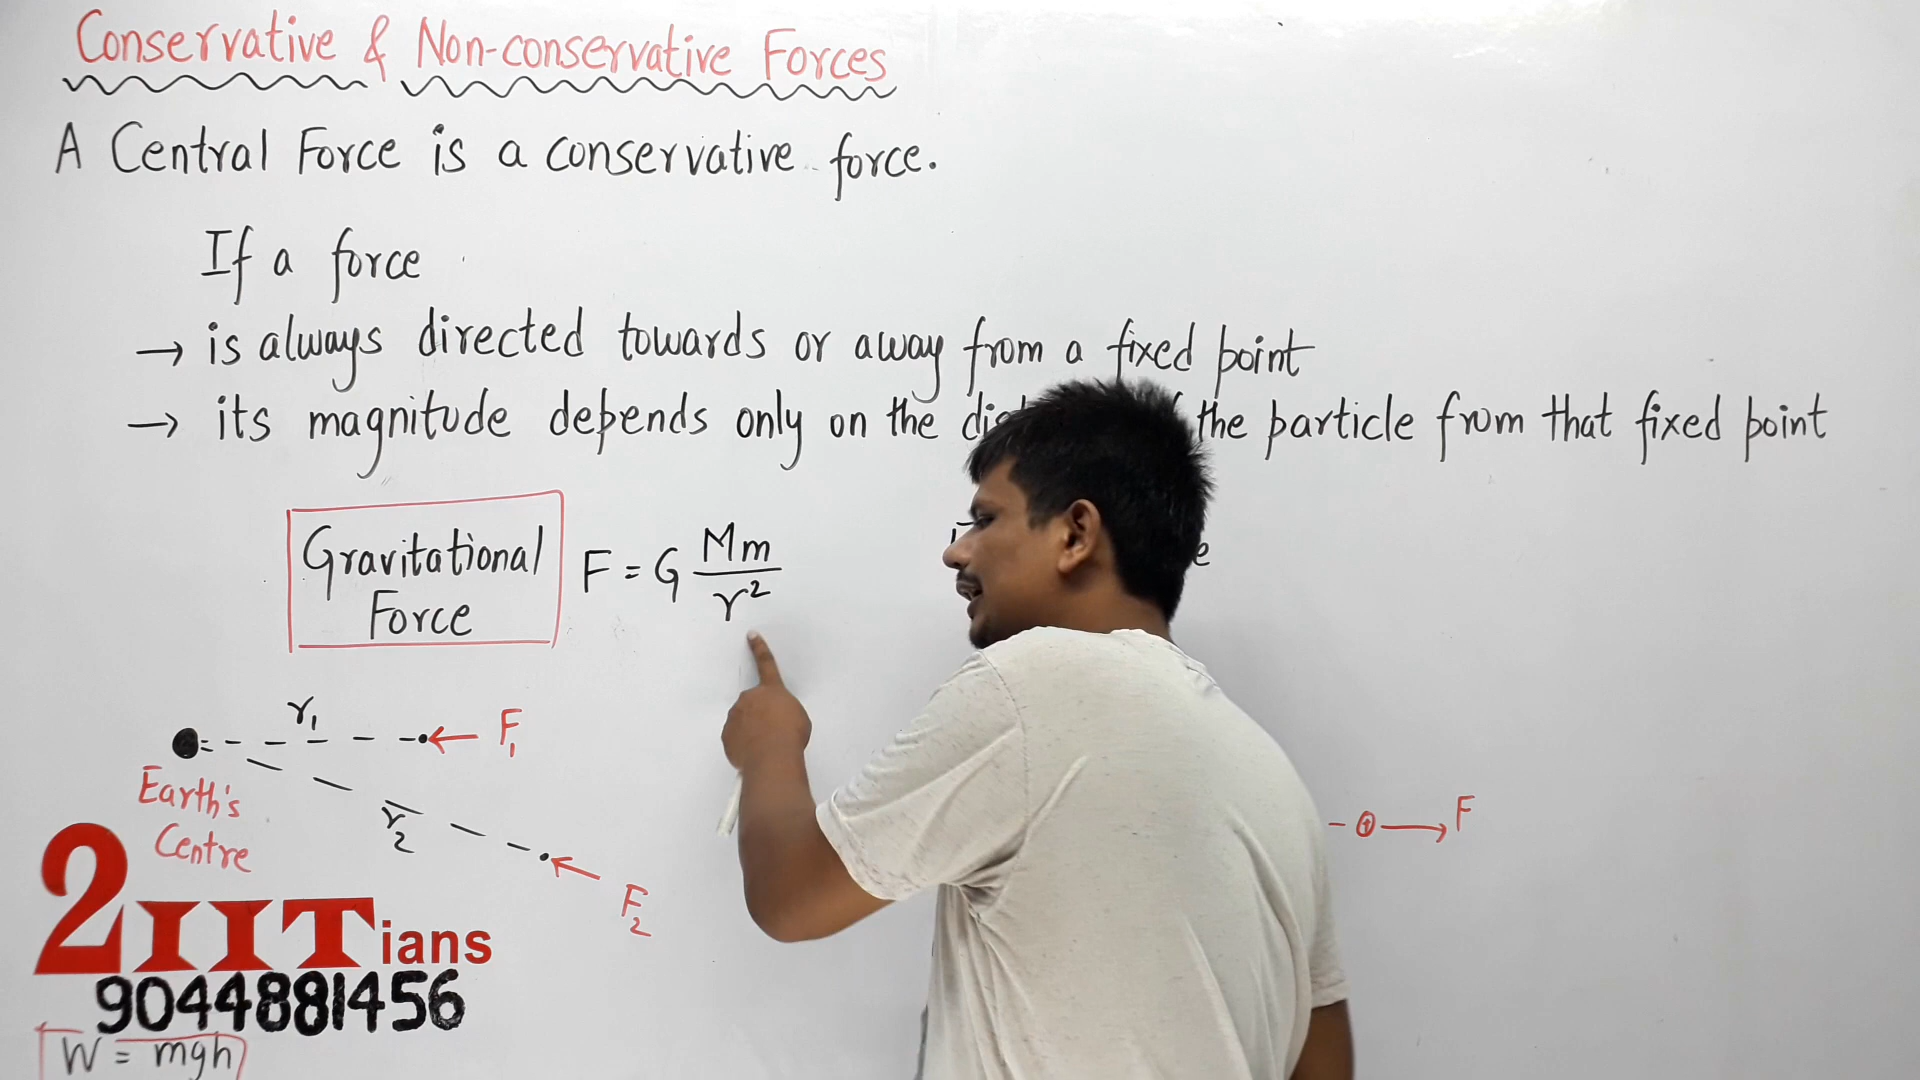 Conservative & Non-conservative Forces
A Central Force is a conservative force.
If a force
→ is always directed towards or away from a fixed point
→ its magnitude depends only on the the particle from that fixed point
Gravitational
Force
F = G Mm / r²
r₁
F₁
Earth's
Centre
r₂
F₂
+ → F
2IITians
9044881456
W = mgh